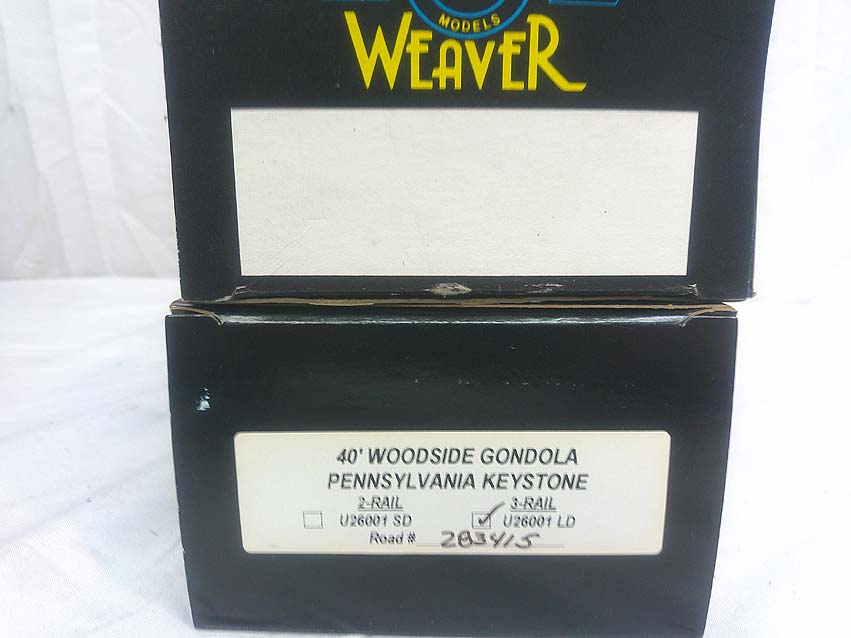 MODELS
WEAVER
40' WOODSIDE GONDOLA
PENNSYLVANIA KEYSTONE
2-RAIL 3-RAIL
U26001 SD U26001 LD
Road # 283415